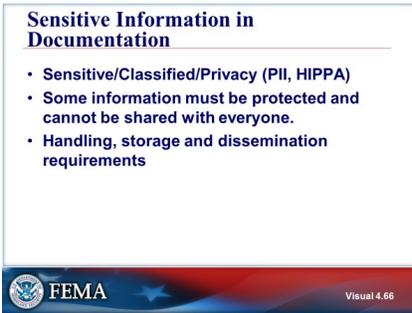 Sensitive Information in
Documentation
• Sensitive/Classified/Privacy (PII, HIPPA)
• Some information must be protected and
cannot be shared with everyone.
• Handling, storage and dissemination
requirements
FEMA
Visual 4.66